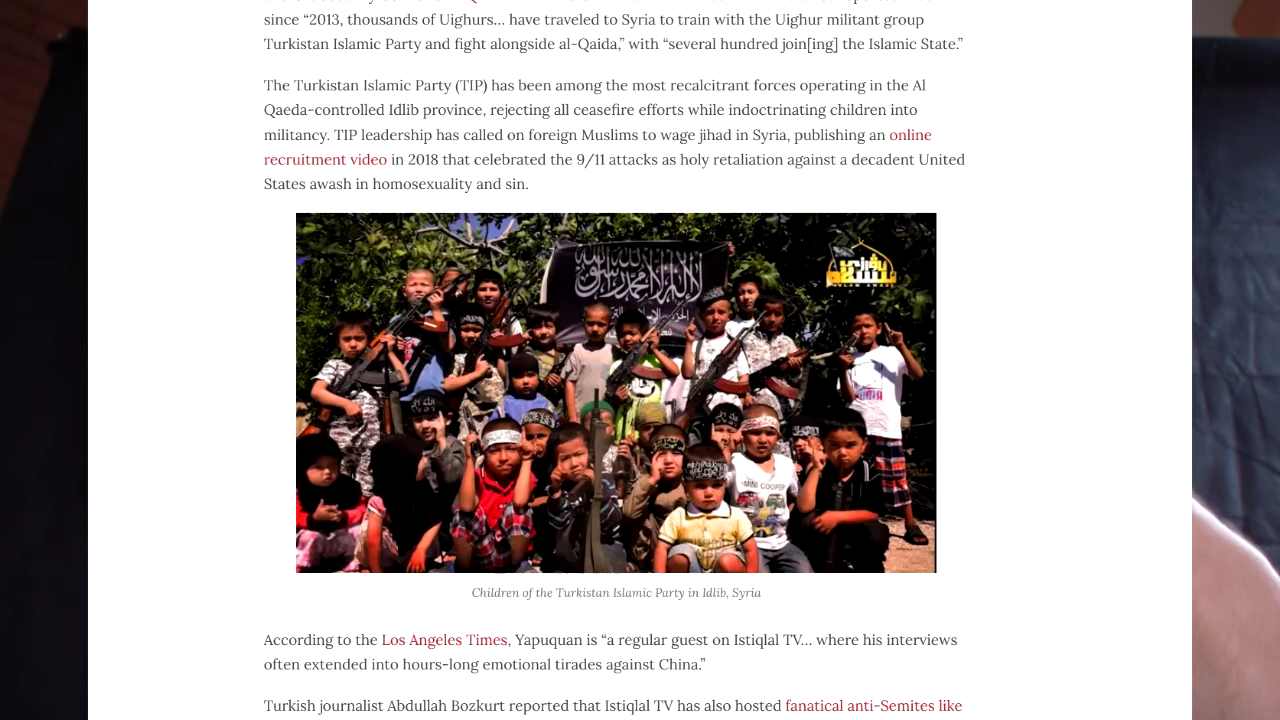 since “2013, thousands of Uighurs… have traveled to Syria to train with the Uighur militant group
Turkistan Islamic Party and fight alongside al-Qaida,” with “several hundred join[ing] the Islamic State.”
The Turkistan Islamic Party (TIP) has been among the most recalcitrant forces operating in the Al
Qaeda-controlled Idlib province, rejecting all ceasefire efforts while indoctrinating children into
militancy. TIP leadership has called on foreign Muslims to wage jihad in Syria, publishing an online
recruitment video in 2018 that celebrated the 9/11 attacks as holy retaliation against a decadent United
States awash in homosexuality and sin.
لا إله إلا الله محمد رسول الله
MINI COOPER
Children of the Turkistan Islamic Party in Idlib, Syria
According to the Los Angeles Times, Yapuquan is “a regular guest on Istiqlal TV… where his interviews
often extended into hours-long emotional tirades against China.”
Turkish journalist Abdullah Bozkurt reported that Istiqlal TV has also hosted fanatical anti-Semites like